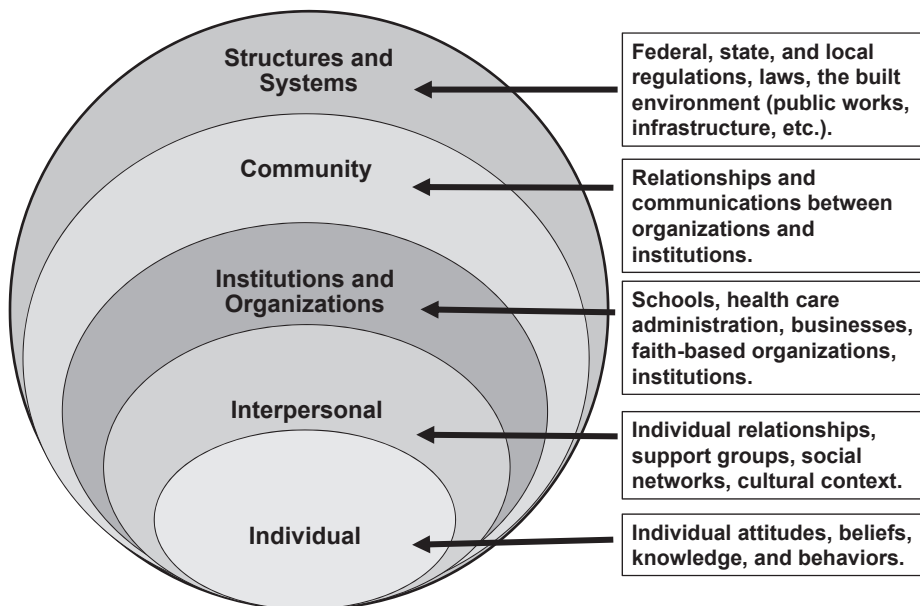 Structures and
Systems
Federal, state, and local
regulations, laws, the built
environment (public works,
infrastructure, etc.).
Community
Relationships and
communications between
organizations and
institutions.
Institutions and
Organizations
Schools, health care
administration, businesses,
faith-based organizations,
institutions.
Interpersonal
Individual relationships,
support groups, social
networks, cultural context.
Individual
Individual attitudes, beliefs,
knowledge, and behaviors.